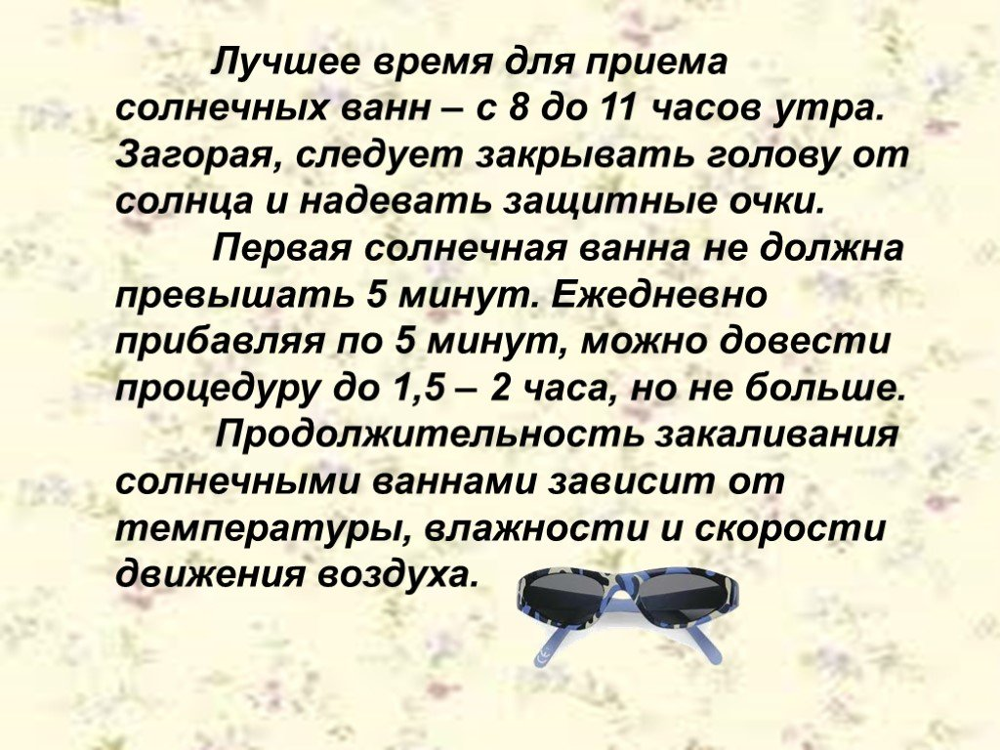 Лучшее время для приема
солнечных ванн – с 8 до 11 часов утра.
Загорая, следует закрывать голову от
солнца и надевать защитные очки.
Первая солнечная ванна не должна
превышать 5 минут. Ежедневно
прибавляя по 5 минут, можно довести
процедуру до 1,5 – 2 часа, но не больше.
Продолжительность закаливания
солнечными ваннами зависит от
температуры, влажности и скорости
движения воздуха.